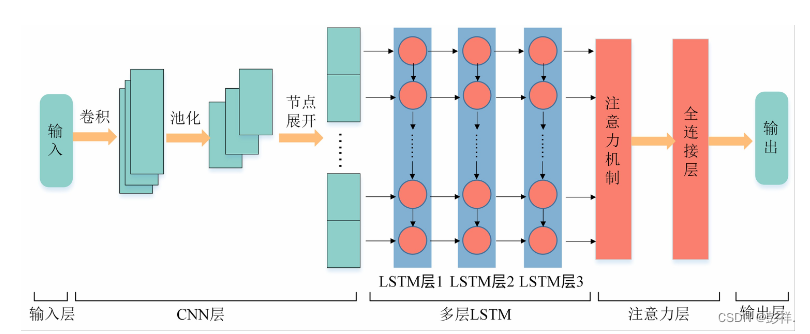 输入
卷积
池化
节点
展开
LSTM层1
LSTM层2
LSTM层3
注意力机制
全连接层
输出
输入层
CNN层
多层LSTM
注意力层
输出层